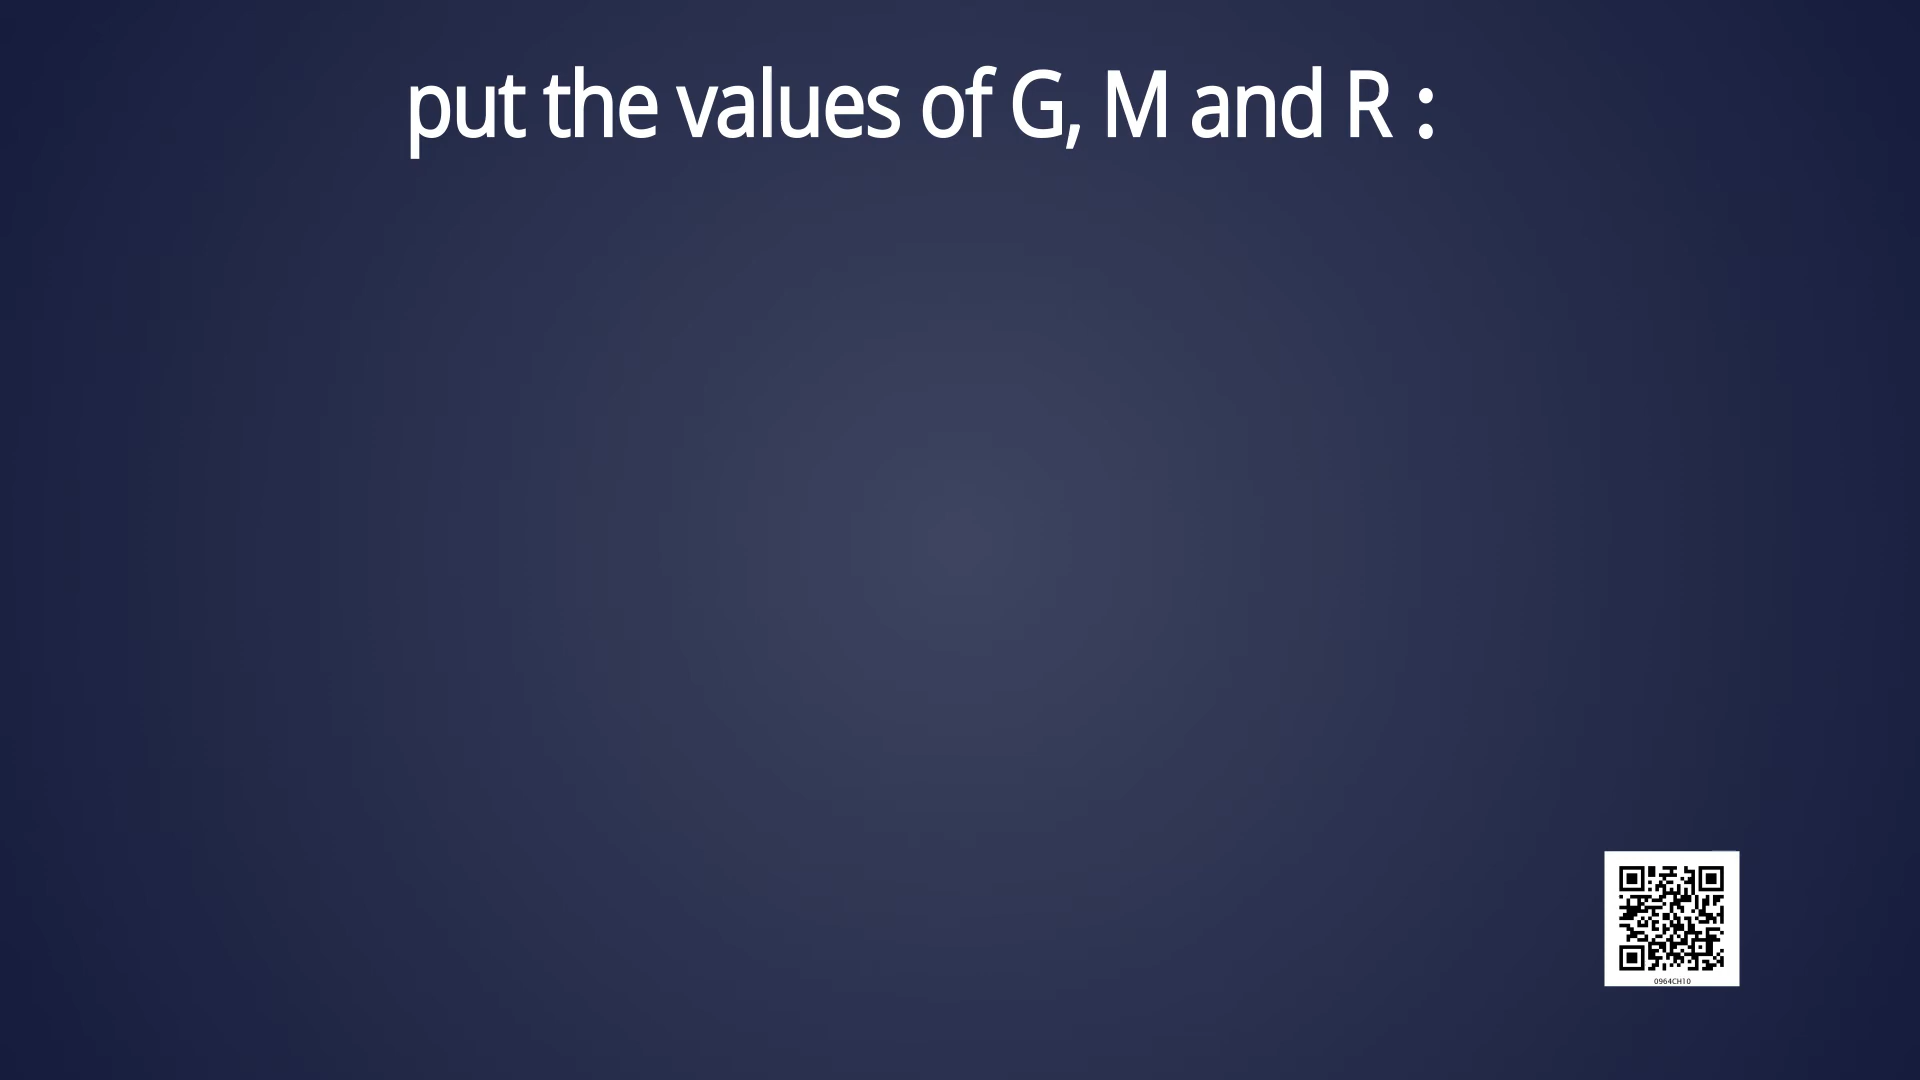 put the values of G, M and R :
0964CH10